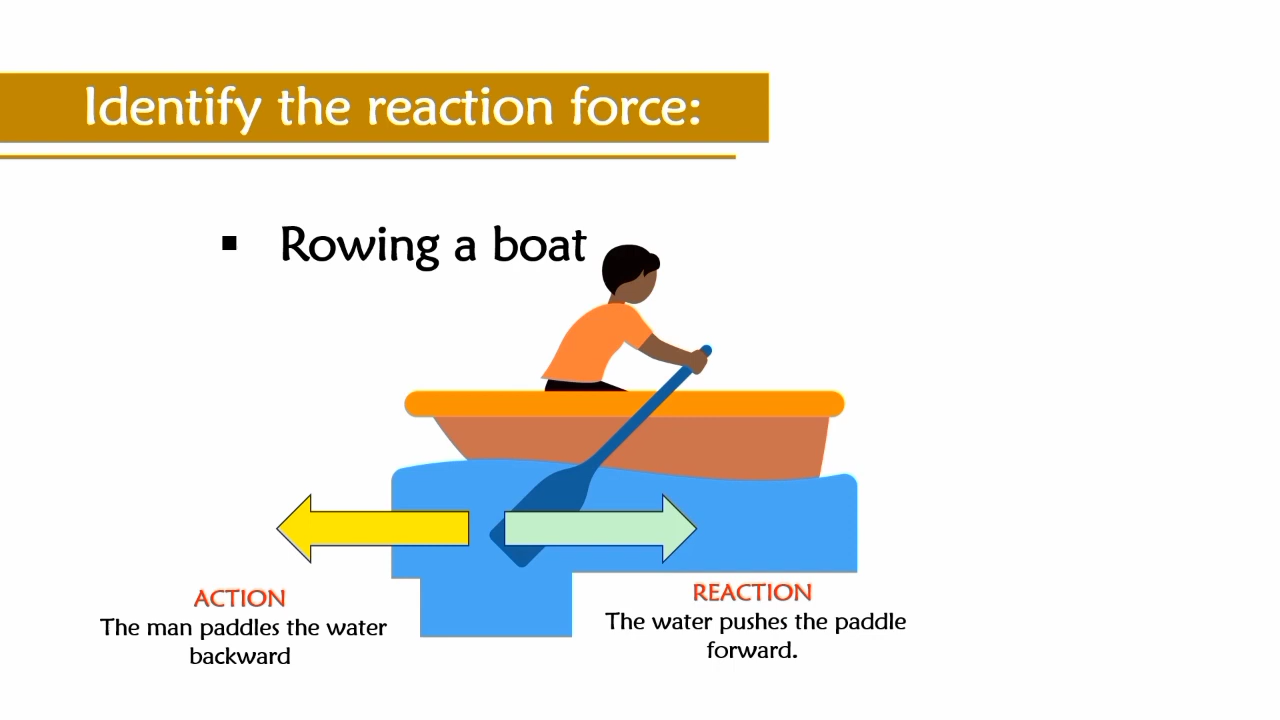 Identify the reaction force:
▪ Rowing a boat
ACTION
The man paddles the water
backward
REACTION
The water pushes the paddle
forward.